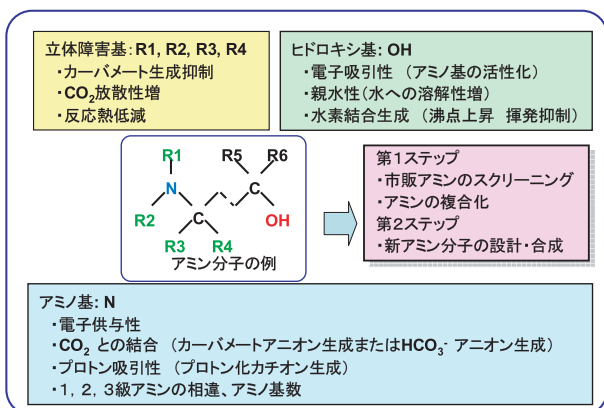 立体障害基:R1, R2, R3, R4
・カーバメート生成抑制
・CO₂放散性増
・反応熱低減
ヒドロキシ基:OH
・電子吸引性 (アミノ基の活性化)
・親水性(水への溶解性増)
・水素結合生成 (沸点上昇 揮発抑制)
R1
R5 R6
N C
R2 C OH
R3 R4
アミン分子の例
第1ステップ
・市販アミンのスクリーニング
・アミンの複合化
第2ステップ
・新アミン分子の設計・合成
アミノ基: N
・電子供与性
・CO₂ との結合 (カーバメートアニオン生成またはHCO₃⁻ アニオン生成)
・プロトン吸引性 (プロトン化カチオン生成)
・1, 2, 3級アミンの相違、アミノ基数